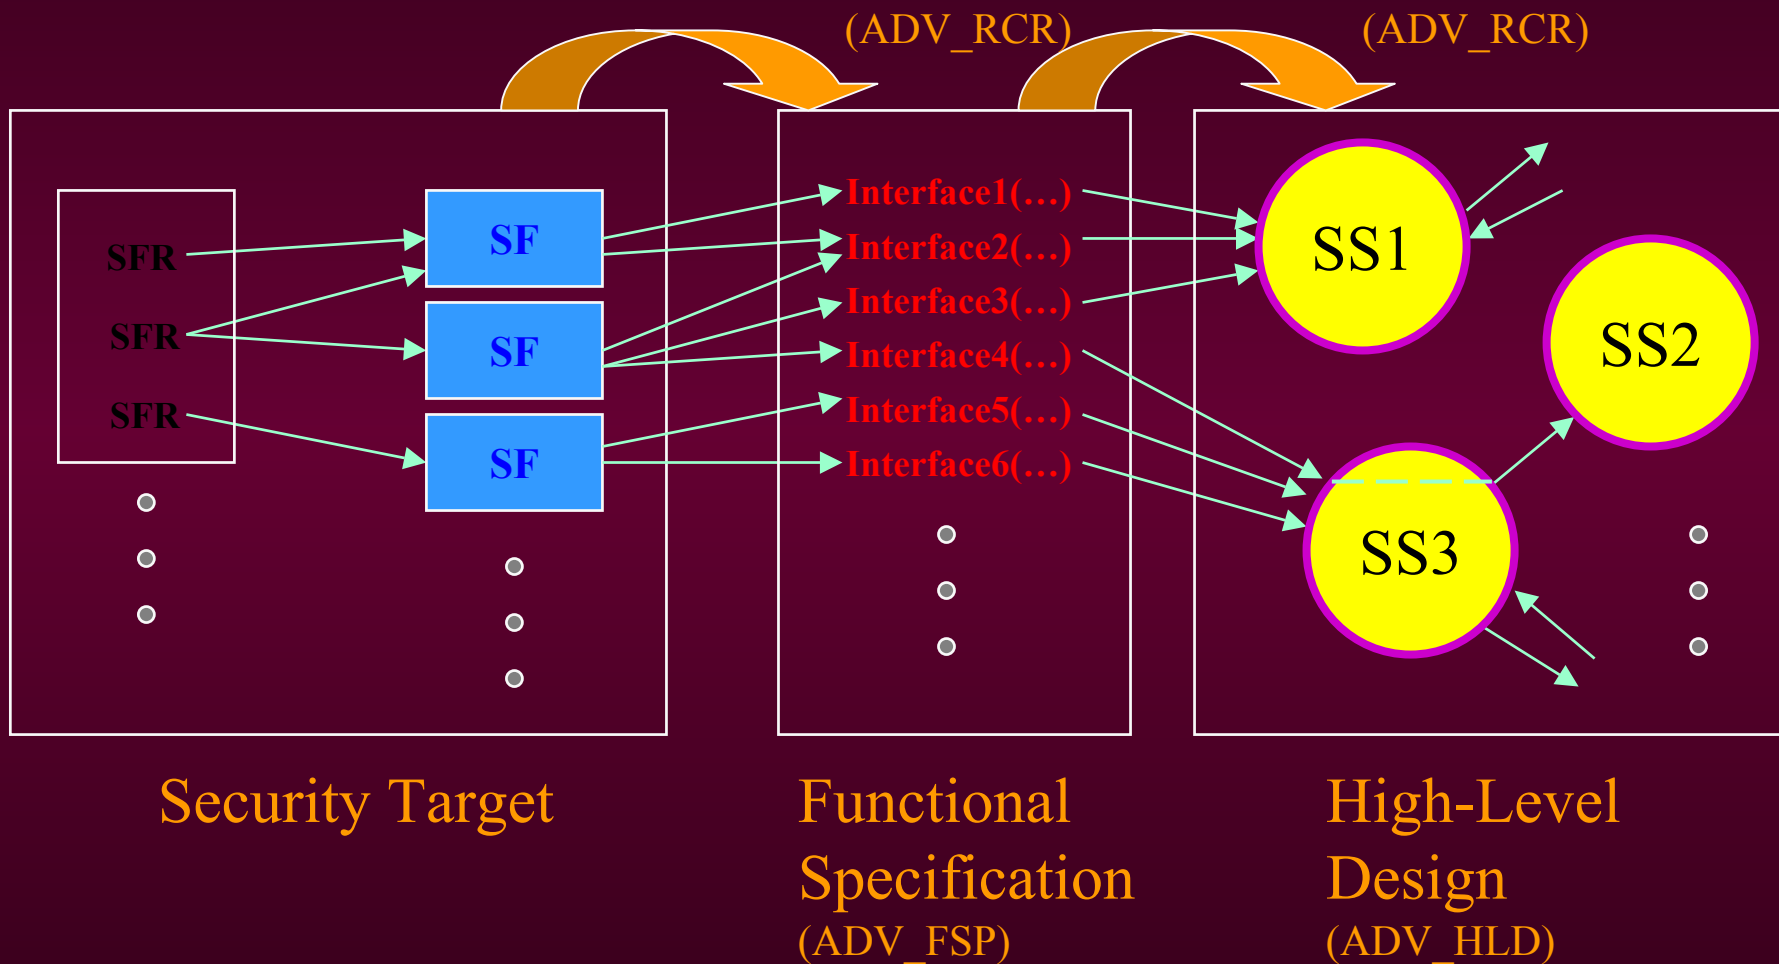 (ADV_RCR)
(ADV_RCR)
SFR
SFR
SFR
SF
SF
SF
Interface1(…)
Interface2(…)
Interface3(…)
Interface4(…)
Interface5(…)
Interface6(…)
SS1
SS2
SS3
Security Target
Functional
Specification
(ADV_FSP)
High-Level
Design
(ADV_HLD)